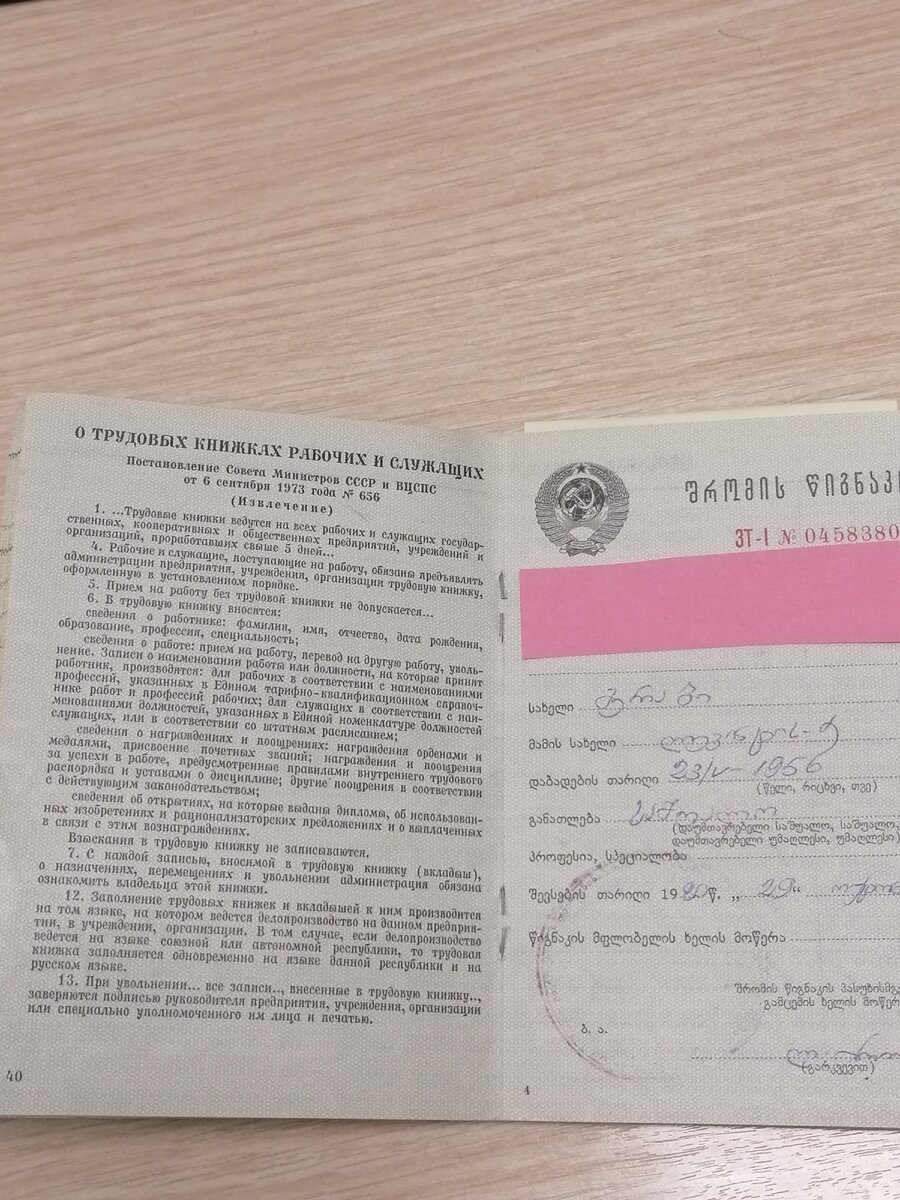 О ТРУДОВЫХ КНИЖКАХ РАБОЧИХ И СЛУЖАЩИХ
Постановление Совета Министров СССР и ВЦСПС
от 6 сентября 1973 года № 656
(Извлечение)
1. ...Трудовые книжки ведутся на всех рабочих и служащих государ-
ственных, кооперативных и общественных предприятий, учреждений и
организаций, проработавших свыше 5 дней...
4. Рабочие и служащие, поступающие на работу, обязаны предъявлять
администрации предприятия, учреждения, организации трудовую книжку,
оформленную в установленном порядке.
5. Прием на работу без трудовой книжки не допускается...
6. В трудовую книжку вносятся:
сведения о работнике: фамилия, имя, отчество, дата рождения,
образование, профессия, специальность;
сведения о работе: прием на работу, перевод на другую работу, уволь-
нение. Записи о наименовании работы или должности, на которые принят
работник, производятся: для рабочих в соответствии с наименованиями
профессий, указанных в Едином тарифно-квалификационном справоч-
нике работ и профессий рабочих; для служащих в соответствии с наи-
менованиями должностей, указанных в Единой номенклатуре должностей
служащих, или в соответствии со штатным расписанием;
сведения о награждениях и поощрениях: награждения орденами и
медалями, присвоение почетных званий; награждения и поощрения
за успехи в работе, предусмотренные правилами внутреннего трудового
распорядка и уставами о дисциплине; другие поощрения в соответствии
с действующим законодательством;
сведения об открытиях, на которые выданы дипломы, об использован-
ных изобретениях и рационализаторских предложениях и о выплаченных
в связи с этим вознаграждениях.
Взыскания в трудовую книжку не записываются.
7. С каждой записью, вносимой в трудовую книжку (вкладыш),
о назначениях, перемещениях и увольнении администрация обязана
ознакомить владельца этой книжки.
12. Заполнение трудовых книжек и вкладышей к ним производится
на том языке, на котором ведется делопроизводство на данном предприя-
тии, в учреждении, организации. В том случае, если делопроизводство
ведется на языке союзной или автономной республики, то трудовая
книжка заполняется одновременно на языке данной республики и на
русском языке.
13. При увольнении... все записи.., внесенные в трудовую книжку..,
заверяются подписью руководителя предприятия, учреждения, организации
или специально уполномоченного им лица и печатью.
40
შრომის წიგნაკი
ЗТ-I № 0458380
სახელი
მამის სახელი
დაბადების თარიღი 23/V-1956
(წელი, რიცხვი, თვე)
განათლება საშუალო
(დაუმთავრებელი საშუალო, საშუალო,
დაუმთავრებელი უმაღლესი, უმაღლესი)
პროფესია, სპეციალობა
შევსების თარიღი 1980 წ. „29“
წიგნაკის მფლობელის ხელის მოწერა
შრომის წიგნაკის პასუხისმგ
გამცემის ხელის მოწერ
ბ. ა.
(გარკვევით)
4